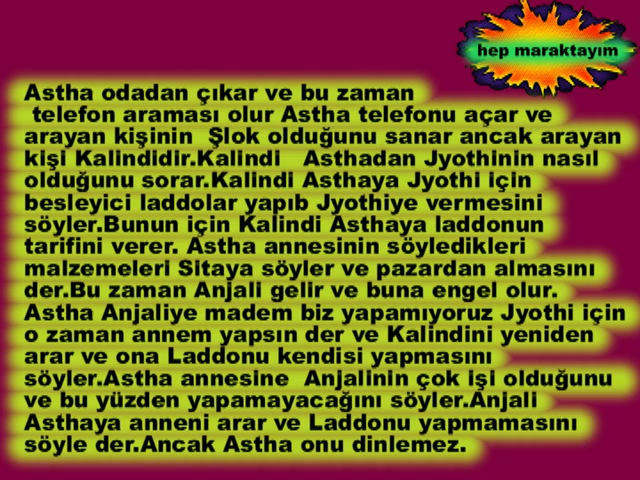 hep maraktayım
Astha odadan çıkar ve bu zaman
telefon araması olur Astha telefonu açar ve
arayan kişinin Şlok olduğunu sanar ancak arayan
kişi Kalindidir.Kalindi Asthadan Jyothinin nasıl
olduğunu sorar.Kalindi Asthaya Jyothi için
besleyici laddolar yapıb Jyothiye vermesini
söyler.Bunun için Kalindi Asthaya laddonun
tarifini verer. Astha annesinin söyledikleri
malzemeleri Sitaya söyler ve pazardan almasını
der.Bu zaman Anjali gelir ve buna engel olur.
Astha Anjaliye madem biz yapamıyoruz Jyothi için
o zaman annem yapsın der ve Kalindini yeniden
arar ve ona Laddonu kendisi yapmasını
söyler.Astha annesine Anjalinin çok işi olduğunu
ve bu yüzden yapamayacağını söyler.Anjali
Asthaya anneni arar ve Laddonu yapmamasını
söyle der.Ancak Astha onu dinlemez.